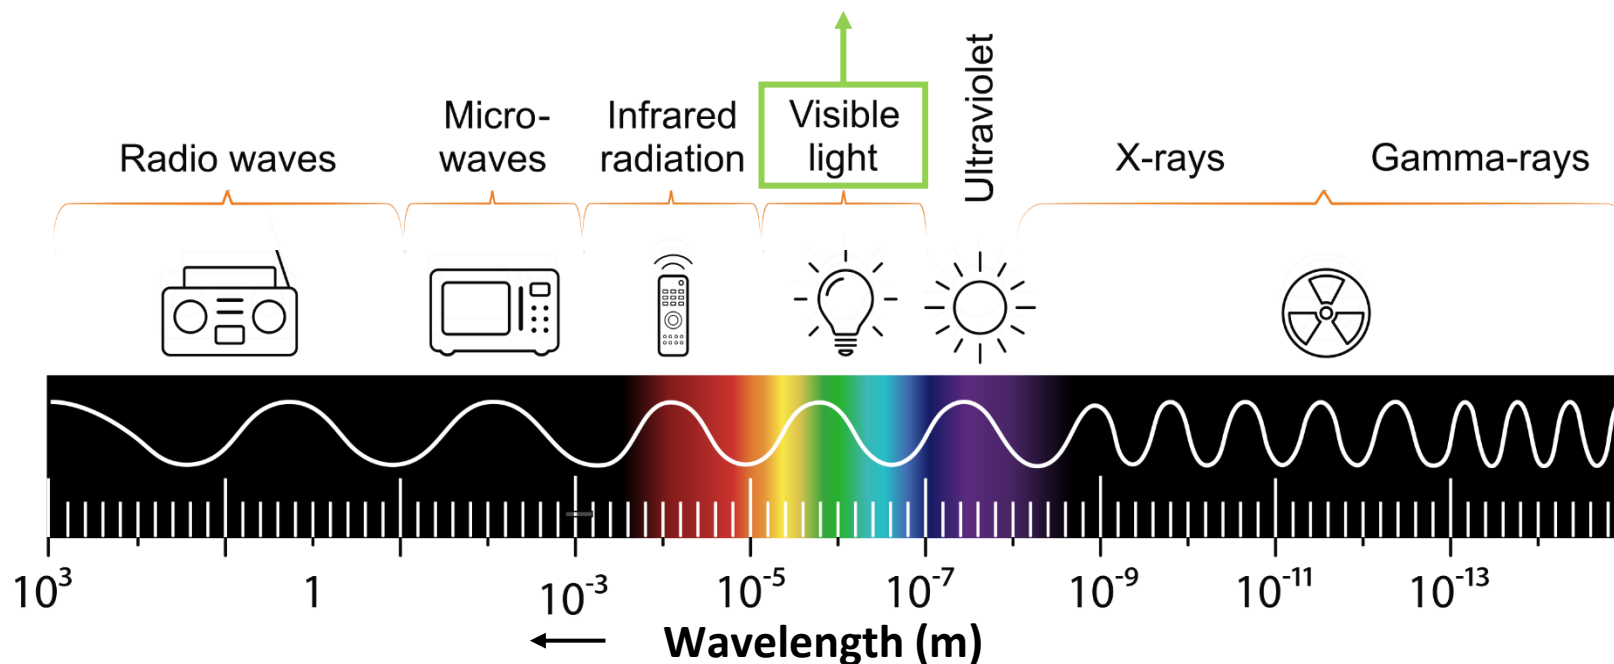 Radio waves
Micro-
waves
Infrared
radiation
Visible
light
Ultraviolet
X-rays
Gamma-rays
10³
1
10⁻³
10⁻⁵
10⁻⁷
10⁻⁹
10⁻¹¹
10⁻¹³
← Wavelength (m)